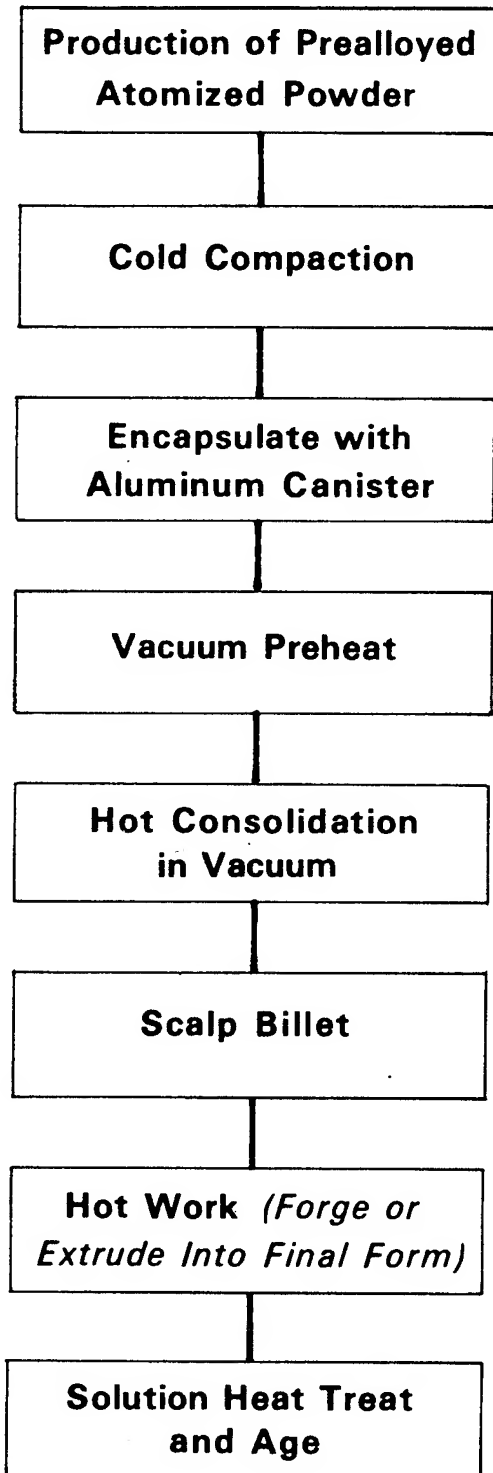 Production of Prealloyed
Atomized Powder
Cold Compaction
Encapsulate with
Aluminum Canister
Vacuum Preheat
Hot Consolidation
in Vacuum
Scalp Billet
Hot Work (Forge or
Extrude Into Final Form)
Solution Heat Treat
and Age